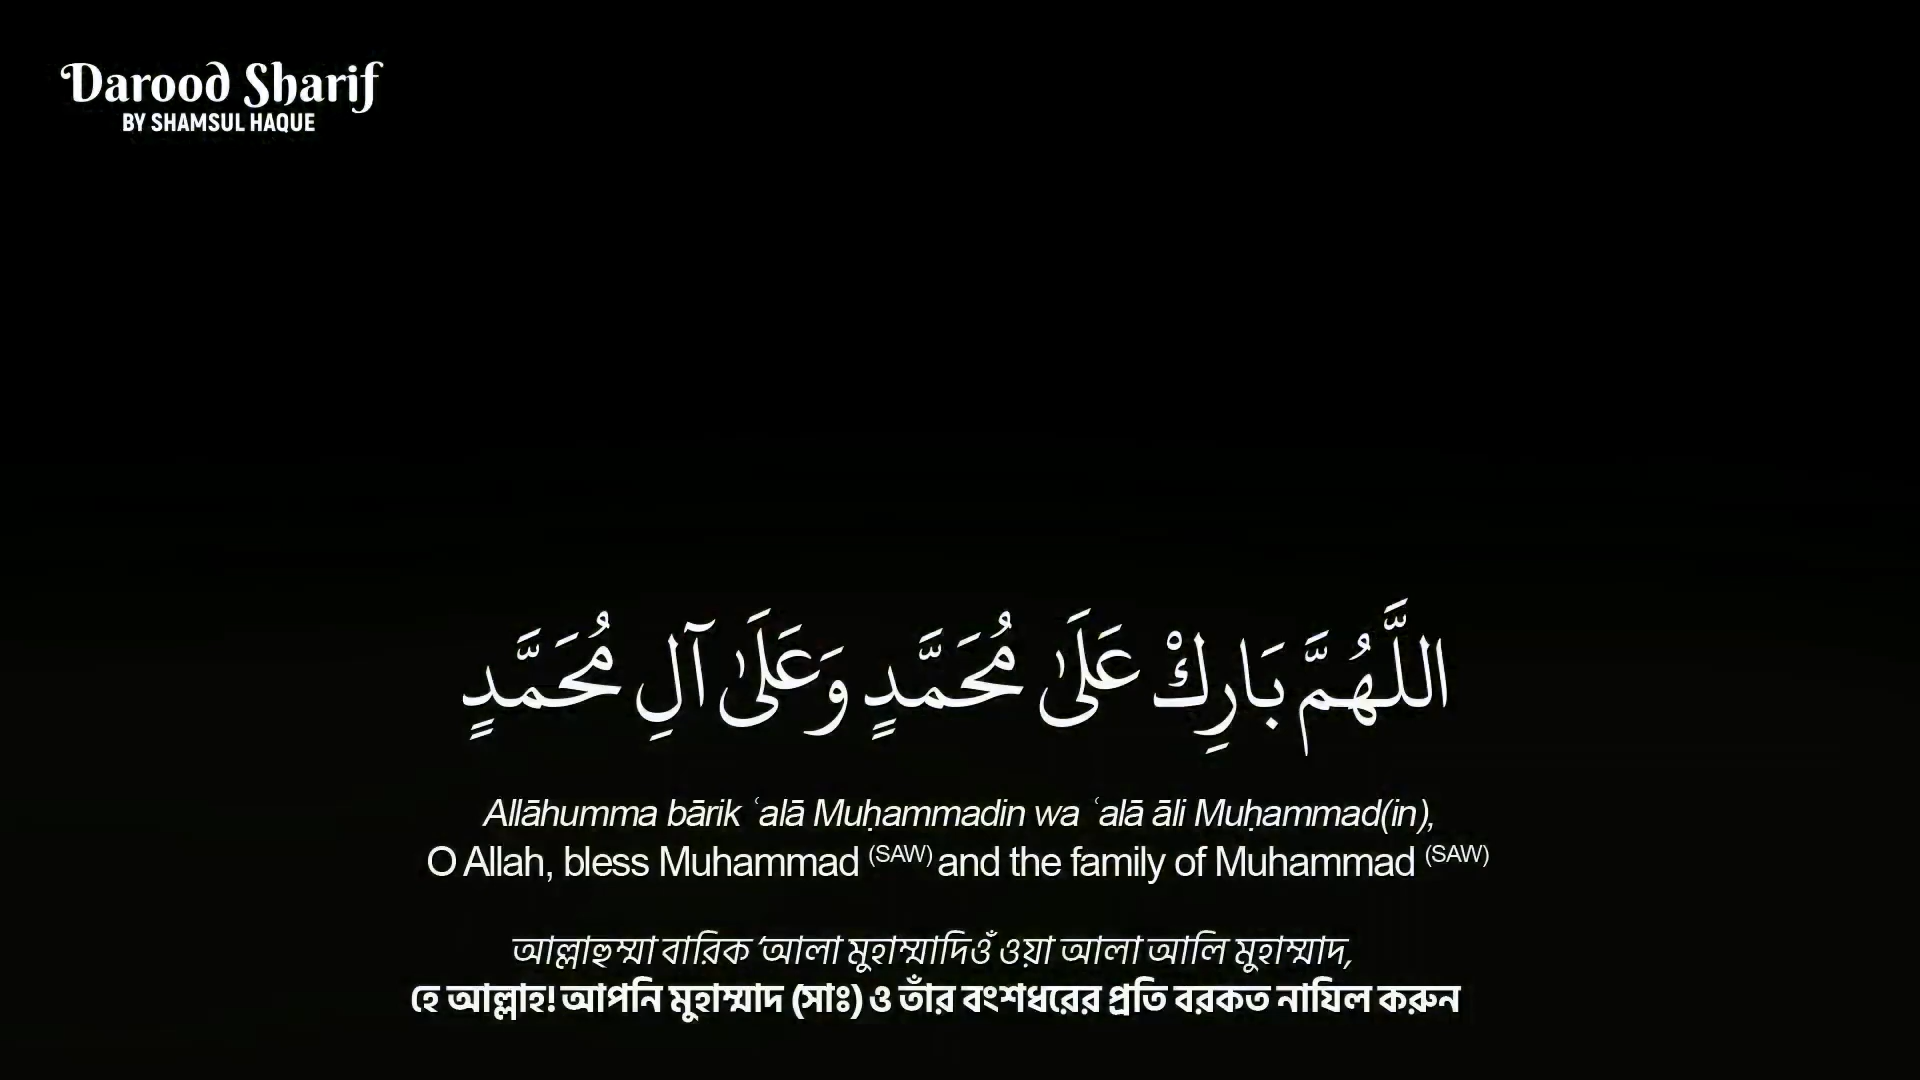 Darood Sharif
BY SHAMSUL HAQUE
اللَّهُمَّ بَارِكْ عَلَىٰ مُحَمَّدٍ وَعَلَىٰ آلِ مُحَمَّدٍ
Allāhumma bārik ʿalā Muḥammadin wa ʿalā āli Muḥammad(in),
O Allah, bless Muhammad (SAW) and the family of Muhammad (SAW)
আল্লাহুম্মা বারিক ‘আলা মুহাম্মাদিওঁ ওয়া আলা আলি মুহাম্মাদ,
হে আল্লাহ! আপনি মুহাম্মাদ (সাঃ) ও তাঁর বংশধরের প্রতি বরকত নাযিল করুন